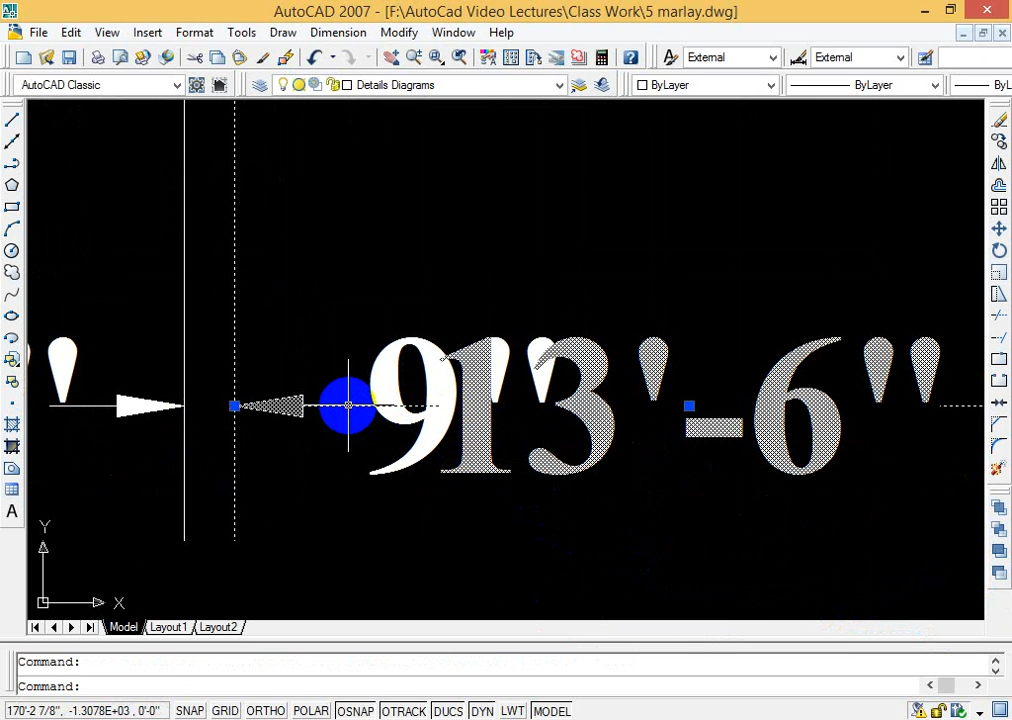 AutoCAD 2007 - [F:\AutoCad Video Lectures\Class Work\5 marlay.dwg]
File Edit View Insert Format Tools Draw Dimension Modify Window Help
External External
AutoCAD Classic Details Diagrams ByLayer ByLayer ByL
' 9'' 13'-6''
A
Y
X
Model Layout1 Layout2
Command:
Command:
170'-2 7/8", -1.3078E+03 , 0'-0" SNAP GRID ORTHO POLAR OSNAP OTRACK DUCS DYN LWT MODEL